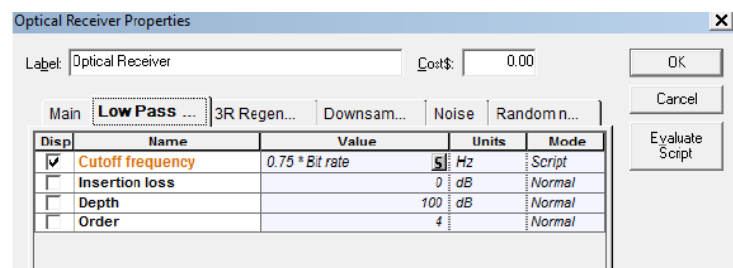 Optical Receiver Properties
Label: Optical Receiver Cost$: 0.00 OK
Cancel
Evaluate Script
Main Low Pass ... 3R Regen... Downsam... Noise Random n...
Disp Name Value Units Mode
Cutoff frequency 0.75 * Bit rate S Hz Script
Insertion loss 0 dB Normal
Depth 100 dB Normal
Order 4 Normal